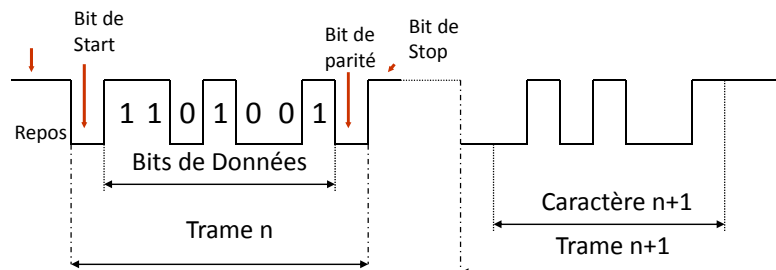 Bit de
Start
Bit de
parité
Bit de
Stop
Repos
1 1 0 1 0 0 1
Bits de Données
Trame n
Caractère n+1
Trame n+1